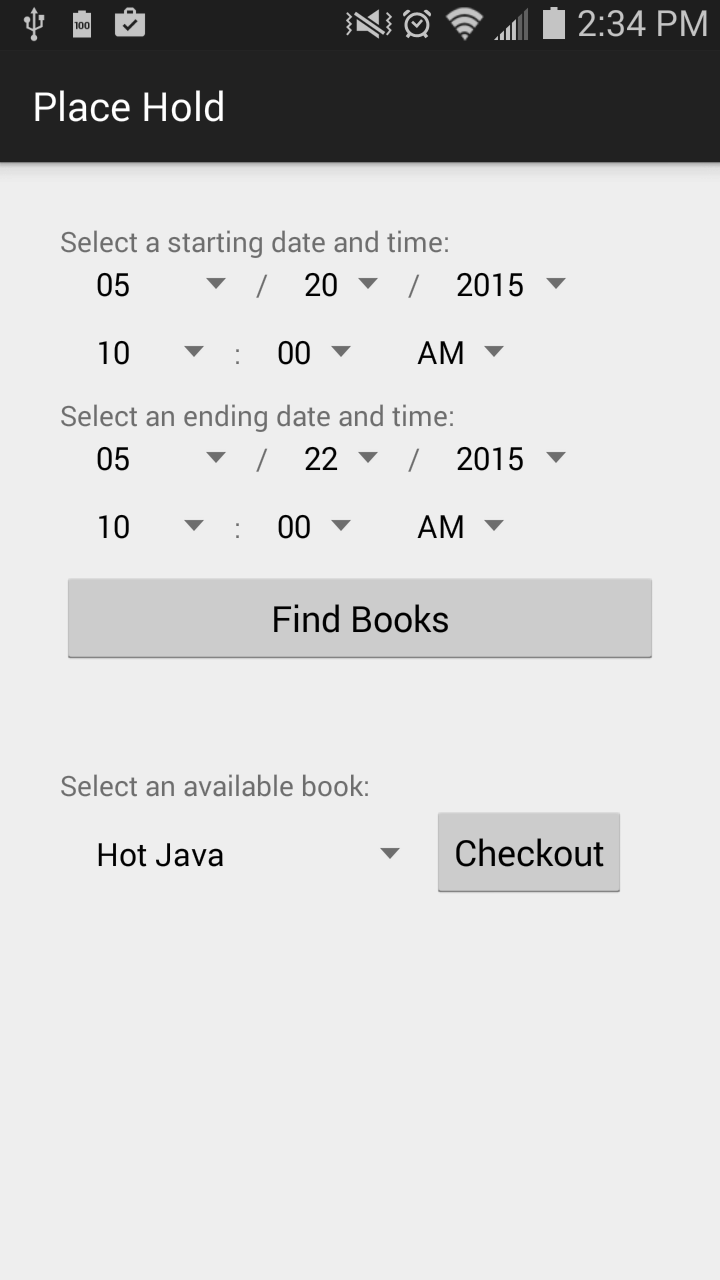 100
2:34 PM
Place Hold
Select a starting date and time:
05 / 20 / 2015
10 : 00 AM
Select an ending date and time:
05 / 22 / 2015
10 : 00 AM
Find Books
Select an available book:
Hot Java Checkout